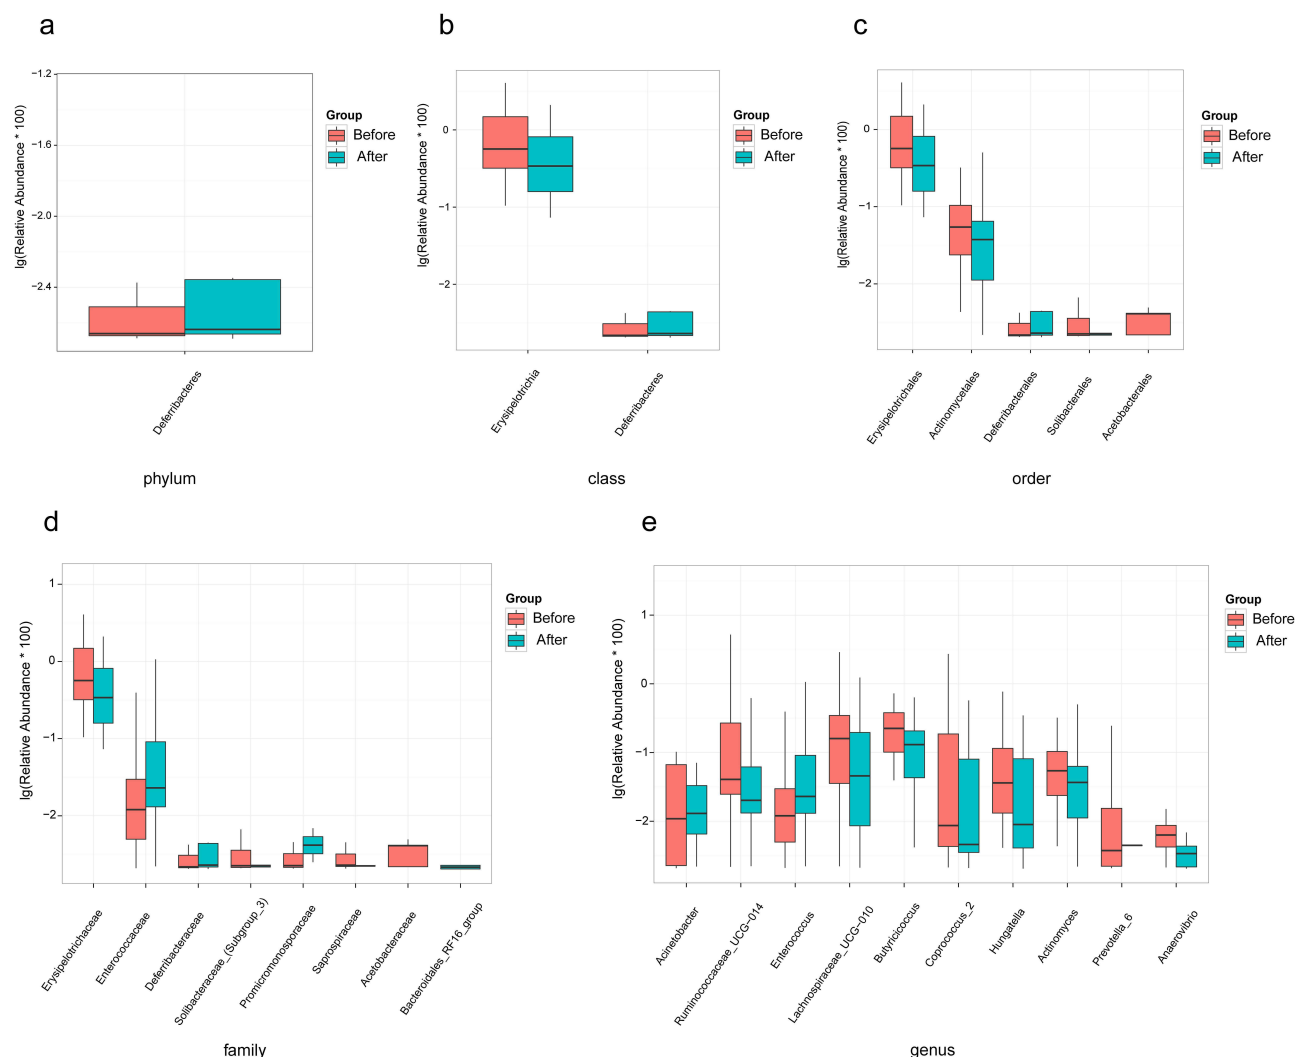 a
lg(Relative Abundance * 100)
−1.2
−1.6
−2.0
−2.4
Deferribacteres
phylum
Group
Before
After
b
lg(Relative Abundance * 100)
0
−1
−2
Erysipelotrichia
Deferribacteres
class
Group
Before
After
c
lg(Relative Abundance * 100)
0
−1
−2
Erysipelotrichales
Actinomycetales
Deferribacterales
Solibacterales
Acetobacterales
order
Group
Before
After
d
lg(Relative Abundance * 100)
1
0
−1
−2
Erysipelotrichaceae
Enterococcaceae
Deferribacteraceae
Solibacteraceae_(Subgroup_3)
Promicromonosporaceae
Saprospiraceae
Acetobacteraceae
Bacteroidales_RF16_group
family
Group
Before
After
e
lg(Relative Abundance * 100)
1
0
−1
−2
Acinetobacter
Ruminococcaceae_UCG−014
Enterococcus
Lachnospiraceae_UCG−010
Butyricicoccus
Coprococcus_2
Hungatella
Actinomyces
Prevotella_6
Anaerovibrio
genus
Group
Before
After